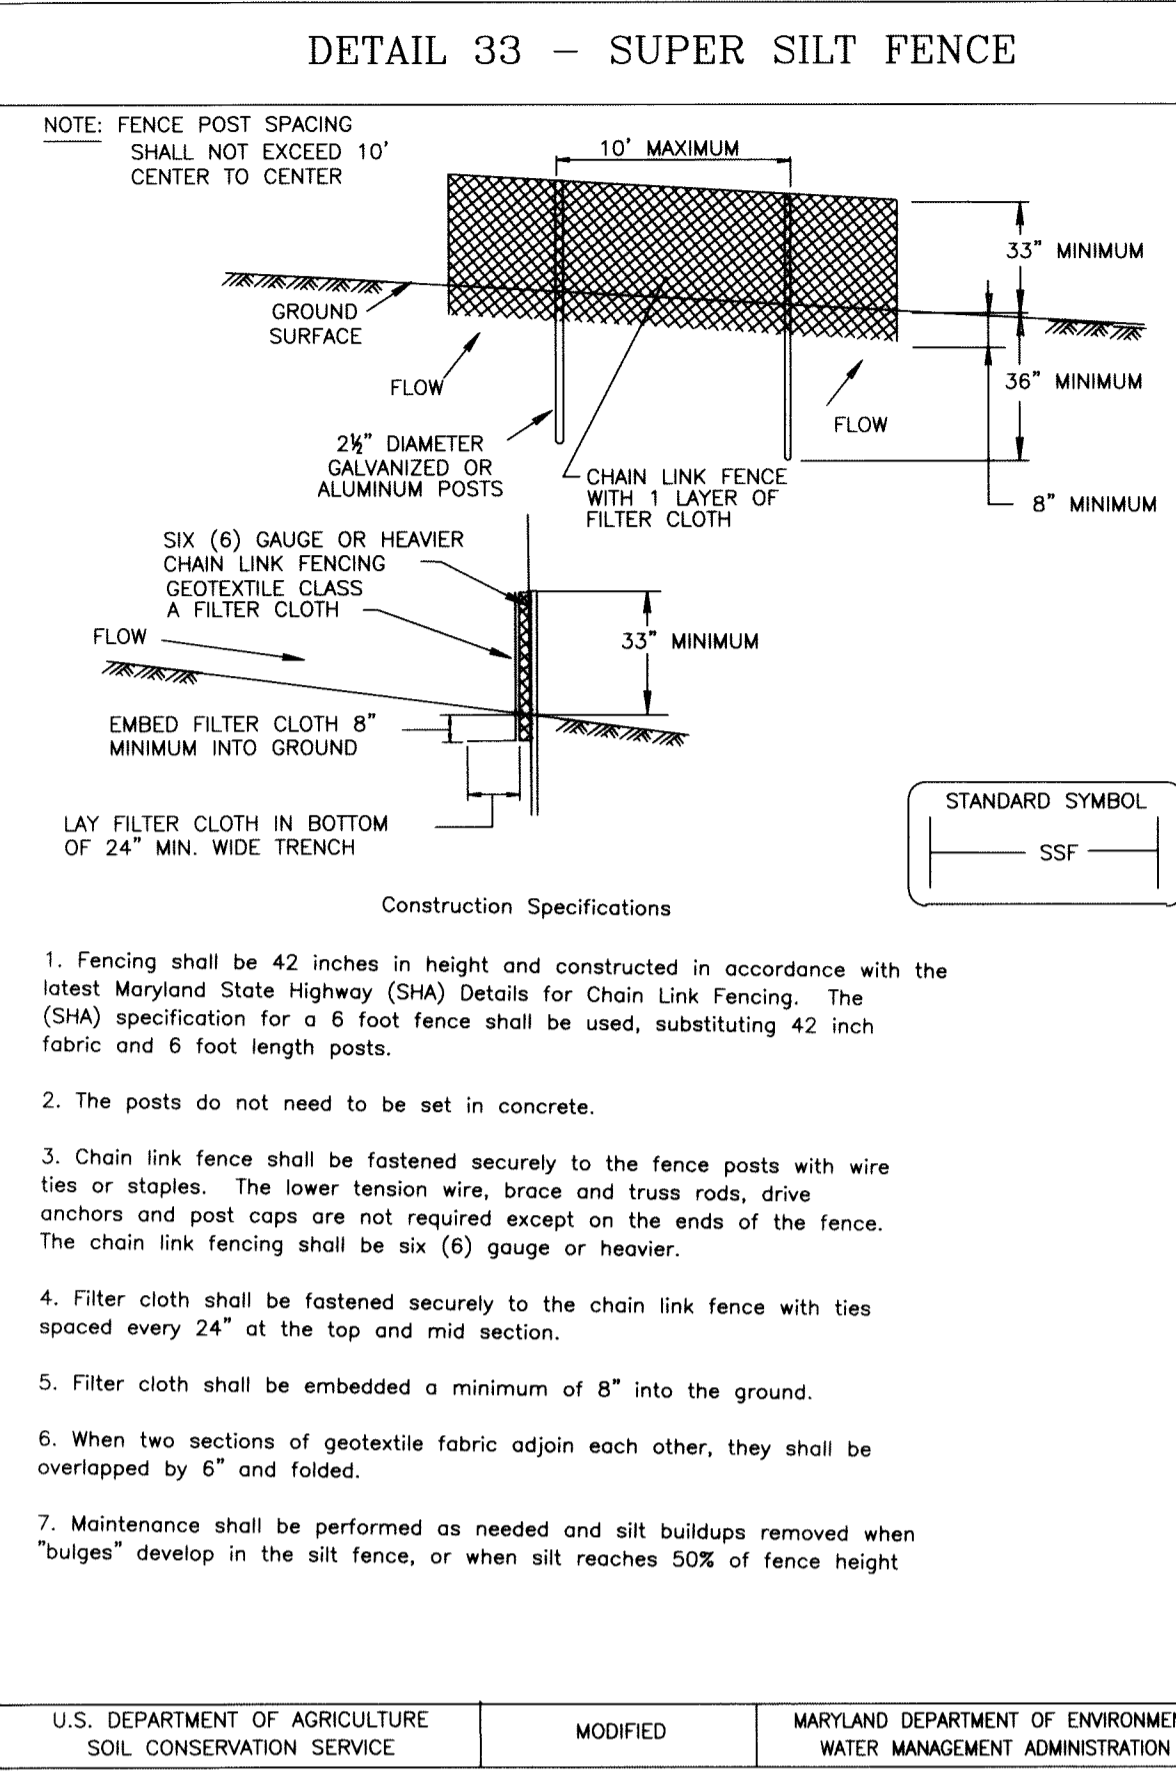 DETAIL 33 – SUPER SILT FENCE
NOTE: FENCE POST SPACING
SHALL NOT EXCEED 10'
CENTER TO CENTER
10' MAXIMUM
33" MINIMUM
GROUND
SURFACE
FLOW
36" MINIMUM
FLOW
2½" DIAMETER
GALVANIZED OR
ALUMINUM POSTS
CHAIN LINK FENCE
WITH 1 LAYER OF
FILTER CLOTH
8" MINIMUM
SIX (6) GAUGE OR HEAVIER
CHAIN LINK FENCING
GEOTEXTILE CLASS
A FILTER CLOTH
FLOW
33" MINIMUM
EMBED FILTER CLOTH 8"
MINIMUM INTO GROUND
LAY FILTER CLOTH IN BOTTOM
OF 24" MIN. WIDE TRENCH
STANDARD SYMBOL
SSF
Construction Specifications
1. Fencing shall be 42 inches in height and constructed in accordance with the
latest Maryland State Highway (SHA) Details for Chain Link Fencing. The
(SHA) specification for a 6 foot fence shall be used, substituting 42 inch
fabric and 6 foot length posts.
2. The posts do not need to be set in concrete.
3. Chain link fence shall be fastened securely to the fence posts with wire
ties or staples. The lower tension wire, brace and truss rods, drive
anchors and post caps are not required except on the ends of the fence.
The chain link fencing shall be six (6) gauge or heavier.
4. Filter cloth shall be fastened securely to the chain link fence with ties
spaced every 24" at the top and mid section.
5. Filter cloth shall be embedded a minimum of 8" into the ground.
6. When two sections of geotextile fabric adjoin each other, they shall be
overlapped by 6" and folded.
7. Maintenance shall be performed as needed and silt buildups removed when
"bulges" develop in the silt fence, or when silt reaches 50% of fence height
U.S. DEPARTMENT OF AGRICULTURE
SOIL CONSERVATION SERVICE
MODIFIED
MARYLAND DEPARTMENT OF ENVIRONME
WATER MANAGEMENT ADMINISTRATION